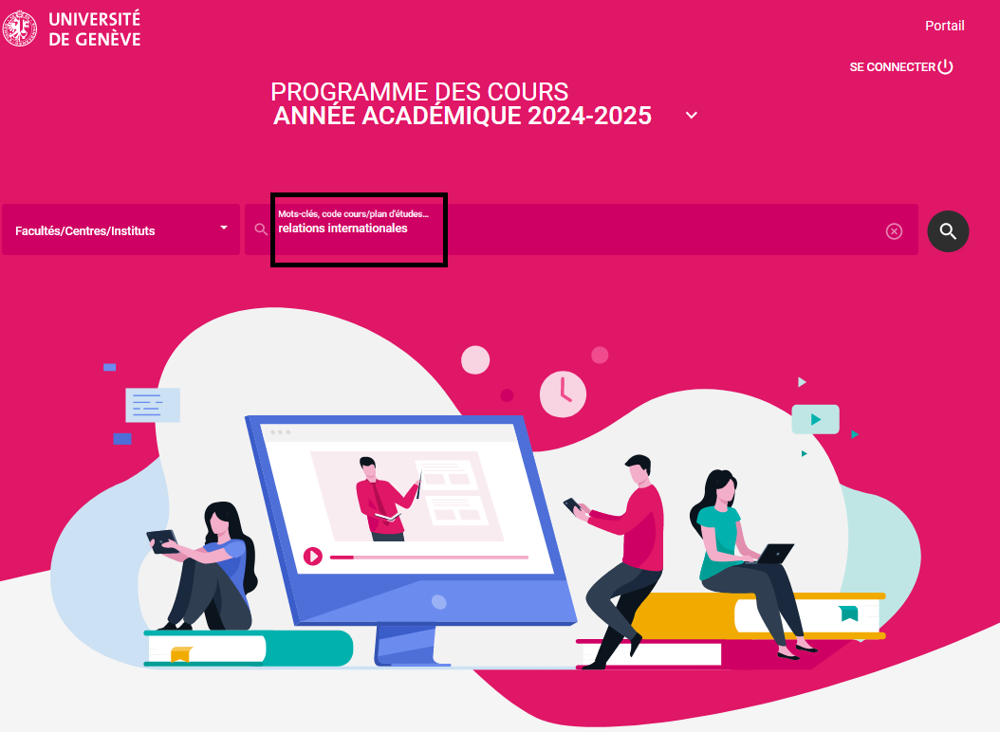 UNIVERSITÉ
DE GENÈVE
Portail
SE CONNECTER
PROGRAMME DES COURS
ANNÉE ACADÉMIQUE 2024-2025
Facultés/Centres/Instituts
Mots-clés, code cours/plan d'études...
relations internationales